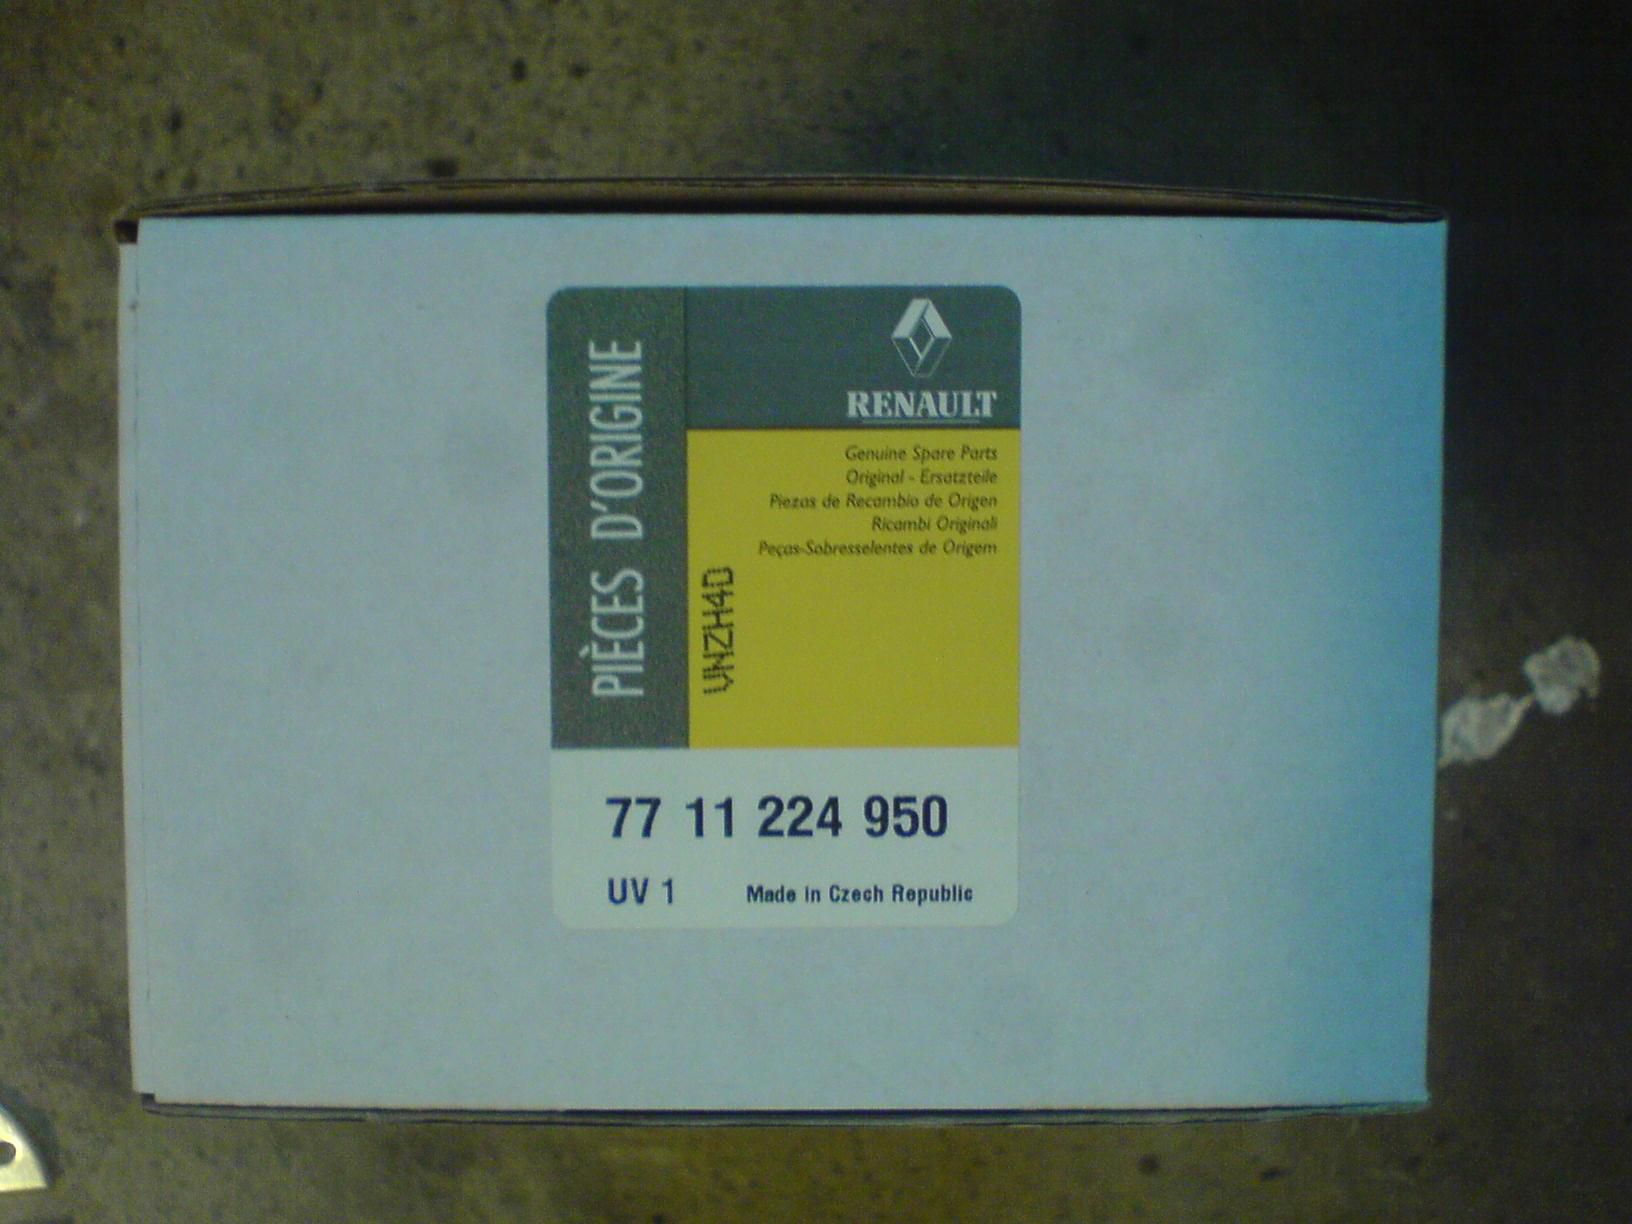 PIÈCES D'ORIGINE
RENAULT
Genuine Spare Parts
Original - Ersatzteile
Piezas de Recambio de Origen
Ricambi Originali
Peças-Sobresselentes de Origem
VNZH4D
77 11 224 950
UV 1 Made in Czech Republic